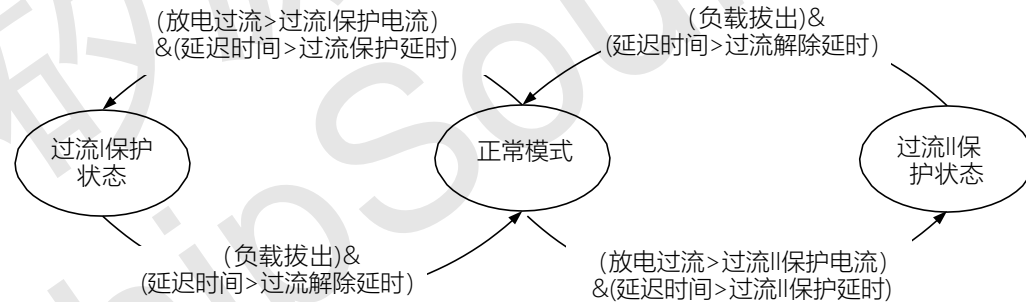 (放电过流>过流I保护电流)
&(延迟时间>过流保护延时)
(负载拔出)&
(延迟时间>过流解除延时)
过流I保护
状态
正常模式
过流II保
护状态
(负载拔出)&
(延迟时间>过流解除延时)
(放电过流>过流II保护电流)
&(延迟时间>过流II保护延时)